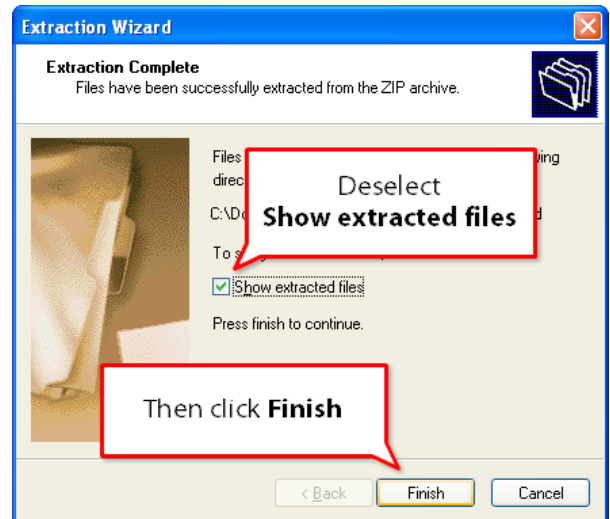 Extraction Wizard
Extraction Complete
Files have been successfully extracted from the ZIP archive.
Files
direc
Deselect
Show extracted files
C:\Do
To s
Show extracted files
Press finish to continue.
Then click Finish
< Back
Finish
Cancel